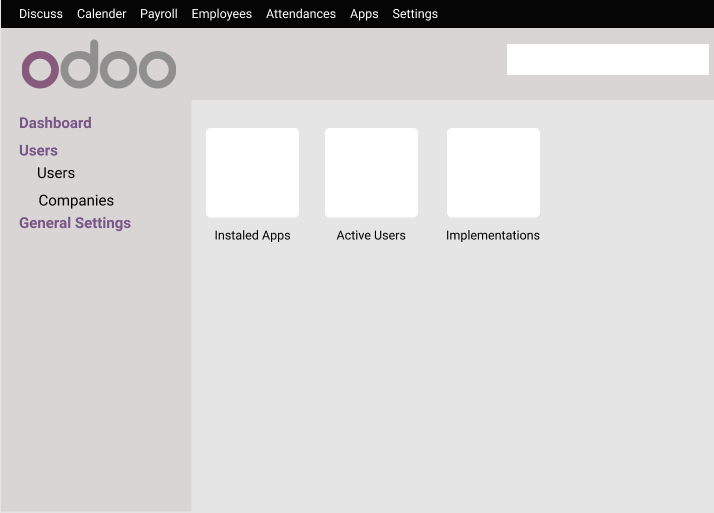 Discuss Calender Payroll Employees Attendances Apps Settings
odoo
Dashboard
Users
Users
Companies
General Settings
Instaled Apps Active Users Implementations